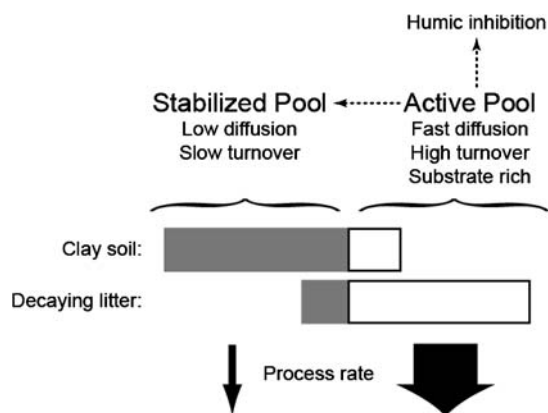 Humic inhibition
Stabilized Pool
Active Pool
Low diffusion
Slow turnover
Fast diffusion
High turnover
Substrate rich
Clay soil:
Decaying litter:
Process rate